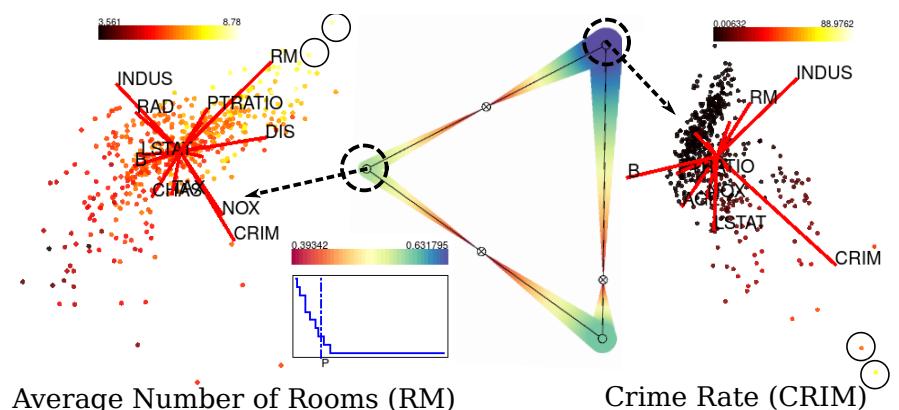 3.561 8.78
RM
INDUS
RAD
PTRATIO
DIS
LSTAT
B
CHAS
TAX
NOX
CRIM
0.39342 0.631795
P
Average Number of Rooms (RM)
0.00632 88.9762
INDUS
RM
B
NOX
LSTAT
CRIM
Crime Rate (CRIM)